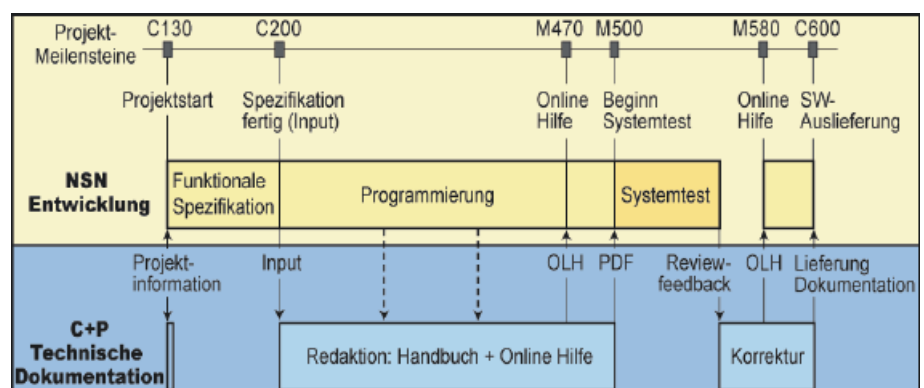 Projekt-
Meilensteine
C130
C200
M470
M500
M580
C600
Projektstart
Spezifikation
fertig (Input)
Online
Hilfe
Beginn
Systemtest
Online
Hilfe
SW-
Auslieferung
NSN
Entwicklung
Funktionale
Spezifikation
Programmierung
Systemtest
Projekt-
information
Input
OLH
PDF
Review-
feedback
OLH
Lieferung
Dokumentation
C+P
Technische
Dokumentation
Redaktion: Handbuch + Online Hilfe
Korrektur